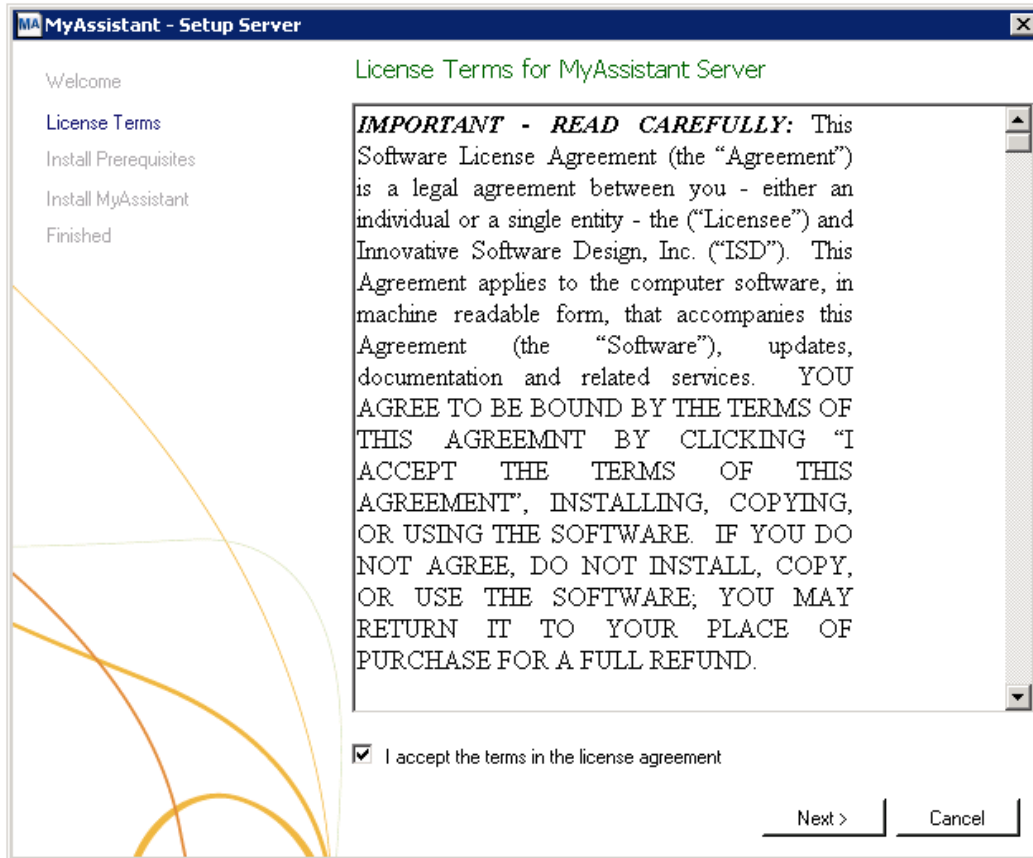 MA MyAssistant - Setup Server
Welcome
License Terms
Install Prerequisites
Install MyAssistant
Finished
License Terms for MyAssistant Server
IMPORTANT - READ CAREFULLY: This
Software License Agreement (the “Agreement”)
is a legal agreement between you - either an
individual or a single entity - the (“Licensee”) and
Innovative Software Design, Inc. (“ISD”). This
Agreement applies to the computer software, in
machine readable form, that accompanies this
Agreement (the “Software”), updates,
documentation and related services. YOU
AGREE TO BE BOUND BY THE TERMS OF
THIS AGREEMNT BY CLICKING “I
ACCEPT THE TERMS OF THIS
AGREEMENT”, INSTALLING, COPYING,
OR USING THE SOFTWARE. IF YOU DO
NOT AGREE, DO NOT INSTALL, COPY,
OR USE THE SOFTWARE; YOU MAY
RETURN IT TO YOUR PLACE OF
PURCHASE FOR A FULL REFUND.
I accept the terms in the license agreement
Next >
Cancel